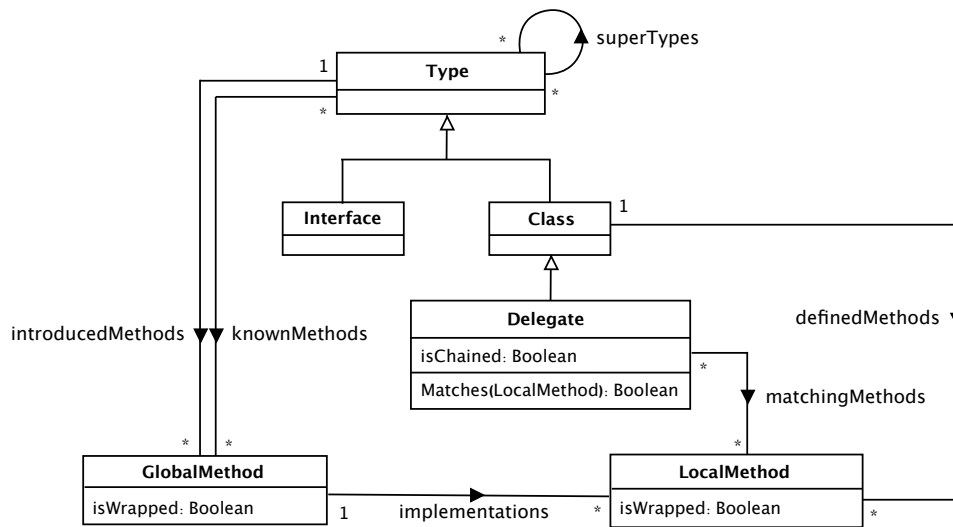 * superTypes
1 Type
* *
Interface Class 1
Delegate
introducedMethods knownMethods definedMethods
isChained: Boolean
*
Matches(LocalMethod): Boolean
matchingMethods
* * *
GlobalMethod LocalMethod
isWrapped: Boolean isWrapped: Boolean
1 implementations * *